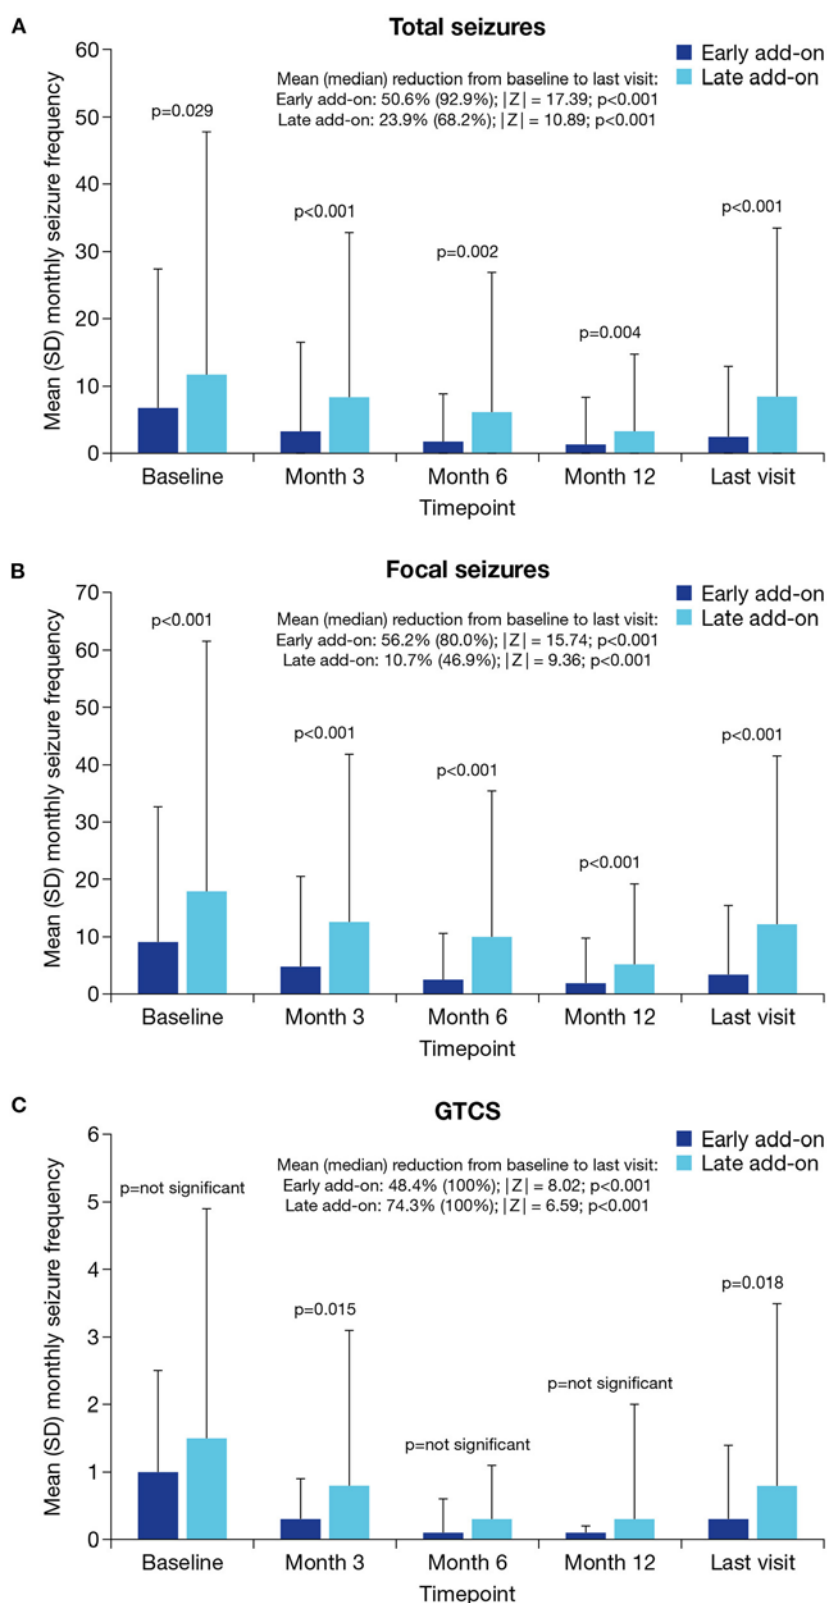 A
Total seizures
Early add-on
Late add-on
Mean (median) reduction from baseline to last visit:
Early add-on: 50.6% (92.9%); |Z| = 17.39; p<0.001
Late add-on: 23.9% (68.2%); |Z| = 10.89; p<0.001
Mean (SD) monthly seizure frequency
60
50
40
30
20
10
0
p=0.029
p<0.001
p=0.002
p=0.004
p<0.001
Baseline Month 3 Month 6 Month 12 Last visit
Timepoint
B
Focal seizures
Early add-on
Late add-on
Mean (median) reduction from baseline to last visit:
Early add-on: 56.2% (80.0%); |Z| = 15.74; p<0.001
Late add-on: 10.7% (46.9%); |Z| = 9.36; p<0.001
Mean (SD) monthly seizure frequency
70
60
50
40
30
20
10
0
p<0.001
p<0.001
p<0.001
p<0.001
p<0.001
Baseline Month 3 Month 6 Month 12 Last visit
Timepoint
C
GTCS
Early add-on
Late add-on
Mean (median) reduction from baseline to last visit:
Early add-on: 48.4% (100%); |Z| = 8.02; p<0.001
Late add-on: 74.3% (100%); |Z| = 6.59; p<0.001
Mean (SD) monthly seizure frequency
6
5
4
3
2
1
0
p=not significant
p=0.015
p=not significant
p=not significant
p=0.018
Baseline Month 3 Month 6 Month 12 Last visit
Timepoint